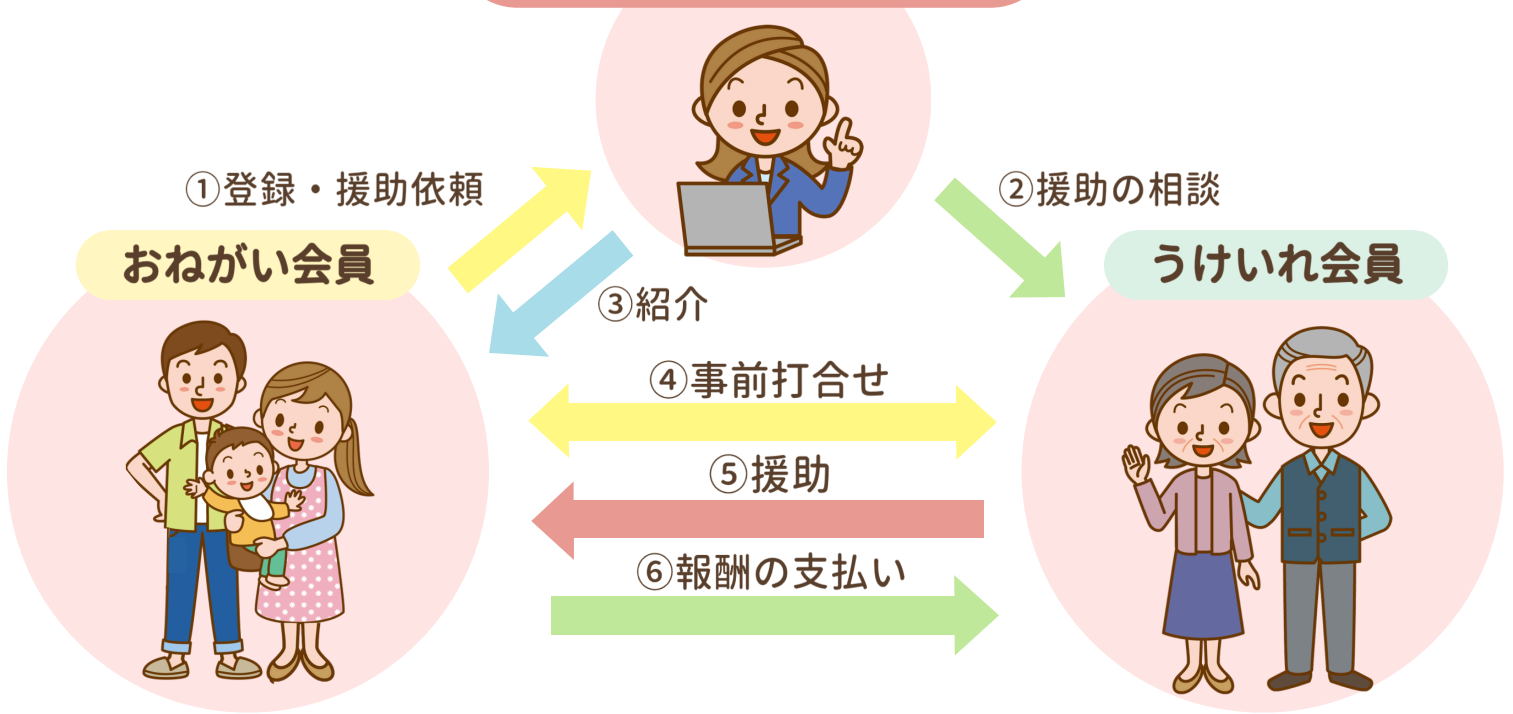 ①登録・援助依頼
②援助の相談
おねがい会員
うけいれ会員
③紹介
④事前打合せ
⑤援助
⑥報酬の支払い